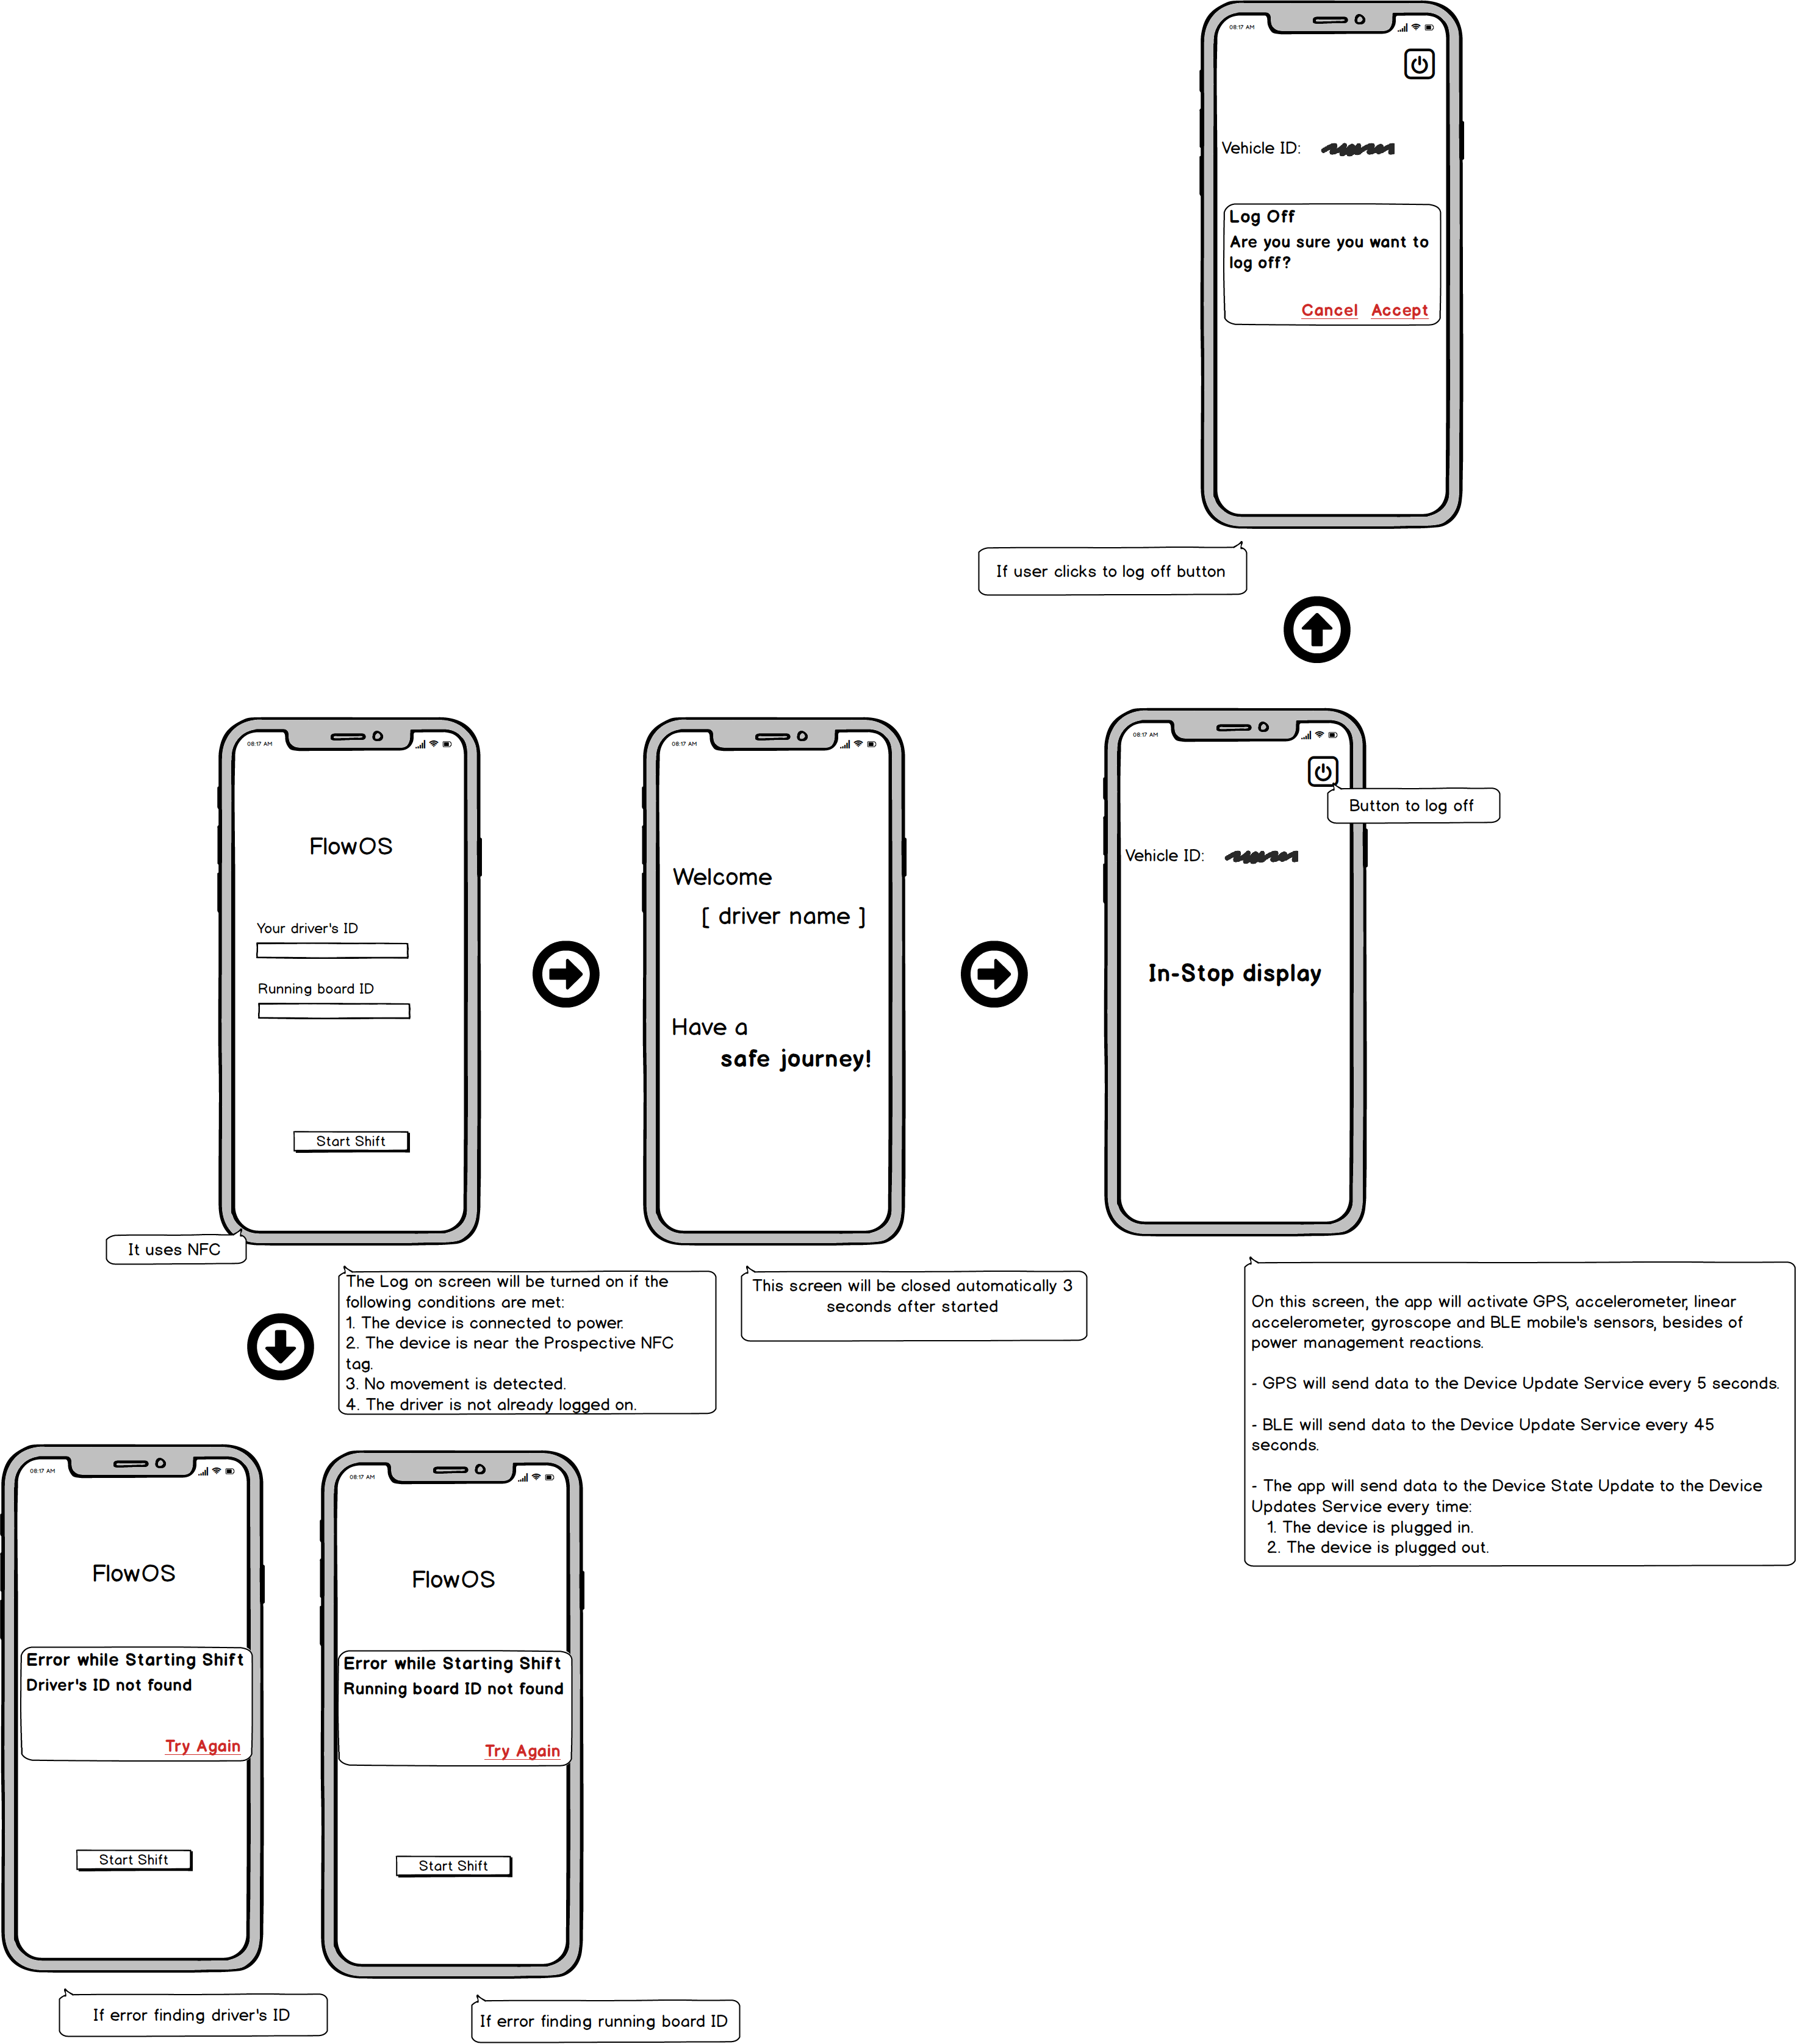 08:17 AM
Vehicle ID:
Log Off
Are you sure you want to
log off?
Cancel Accept
If user clicks to log off button
08:17 AM
FlowOS
Your driver's ID
Running board ID
Start Shift
It uses NFC
The Log on screen will be turned on if the
following conditions are met:
1. The device is connected to power.
2. The device is near the Prospective NFC
tag.
3. No movement is detected.
4. The driver is not already logged on.
08:17 AM
Welcome
[ driver name ]
Have a
safe journey!
This screen will be closed automatically 3
seconds after started
08:17 AM
Button to log off
Vehicle ID:
In-Stop display
On this screen, the app will activate GPS, accelerometer, linear
accelerometer, gyroscope and BLE mobile's sensors, besides of
power management reactions.
- GPS will send data to the Device Update Service every 5 seconds.
- BLE will send data to the Device Update Service every 45
seconds.
- The app will send data to the Device State Update to the Device
Updates Service every time:
1. The device is plugged in.
2. The device is plugged out.
08:17 AM
FlowOS
Error while Starting Shift
Driver's ID not found
Try Again
Start Shift
If error finding driver's ID
08:17 AM
FlowOS
Error while Starting Shift
Running board ID not found
Try Again
Start Shift
If error finding running board ID